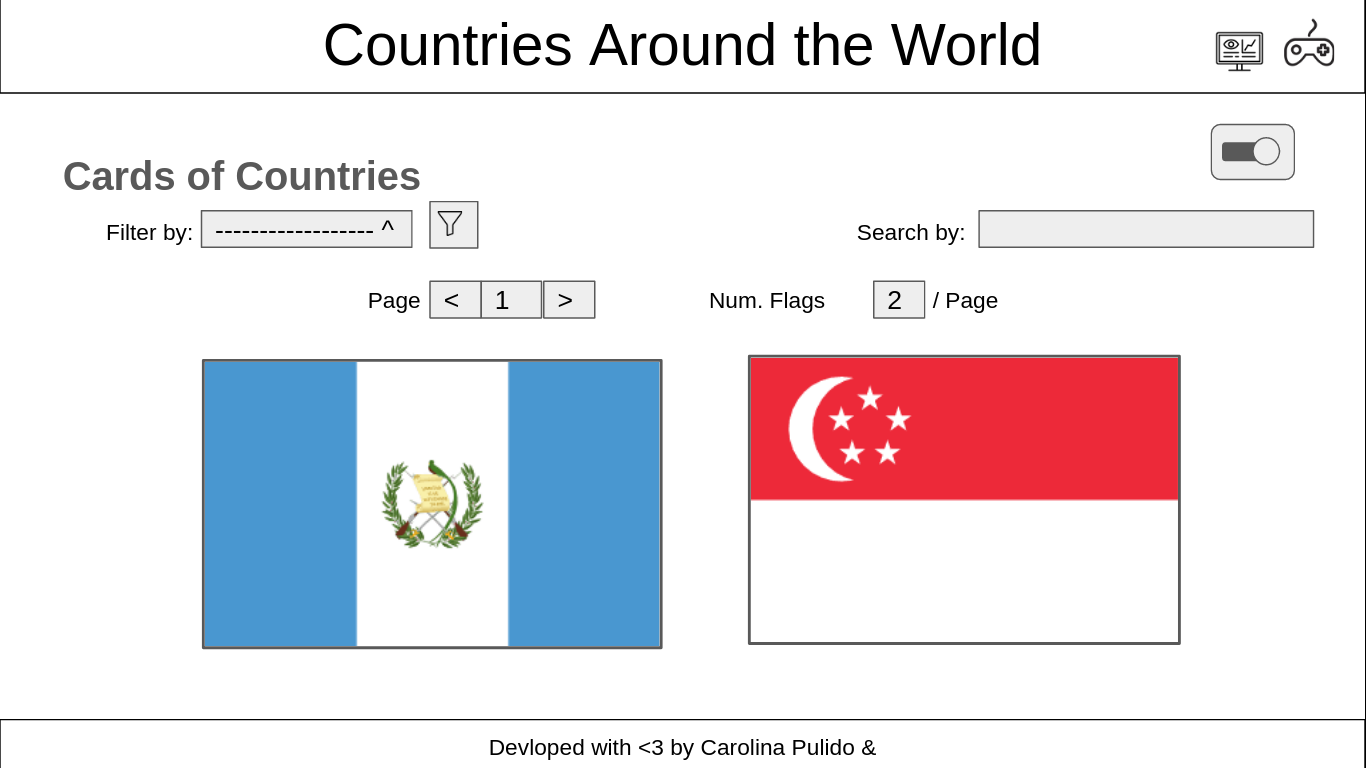 Countries Around the World
Cards of Countries
Filter by: ------------------ ^
Search by:
Page < 1 > Num. Flags 2 / Page
Devloped with <3 by Carolina Pulido &